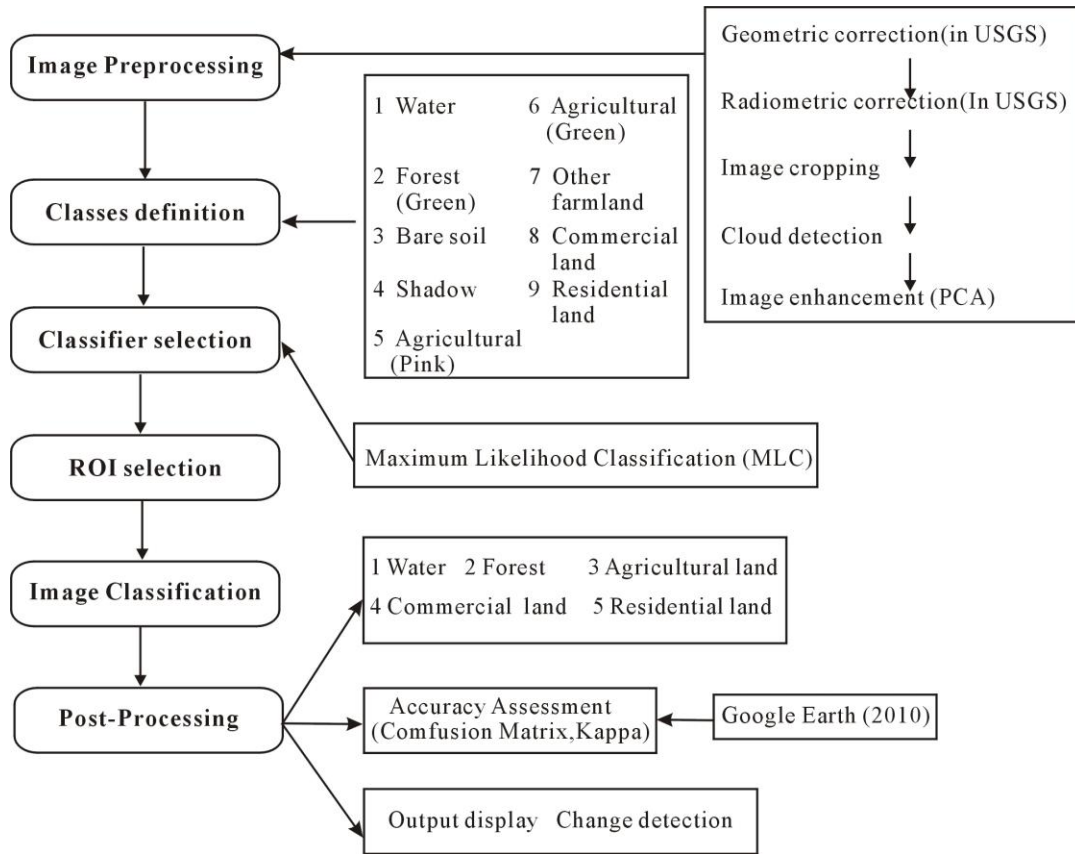 Image Preprocessing
Classes definition
Classifier selection
ROI selection
Image Classification
Post-Processing
Geometric correction(in USGS)
Radiometric correction(In USGS)
Image cropping
Cloud detection
Image enhancement (PCA)
1 Water
2 Forest
(Green)
3 Bare soil
4 Shadow
5 Agricultural
(Pink)
6 Agricultural
(Green)
7 Other
farmland
8 Commercial
land
9 Residential
land
Maximum Likelihood Classification (MLC)
1 Water 2 Forest 3 Agricultural land
4 Commercial land 5 Residential land
Accuracy Assessment
(Comfusion Matrix,Kappa)
Google Earth (2010)
Output display Change detection